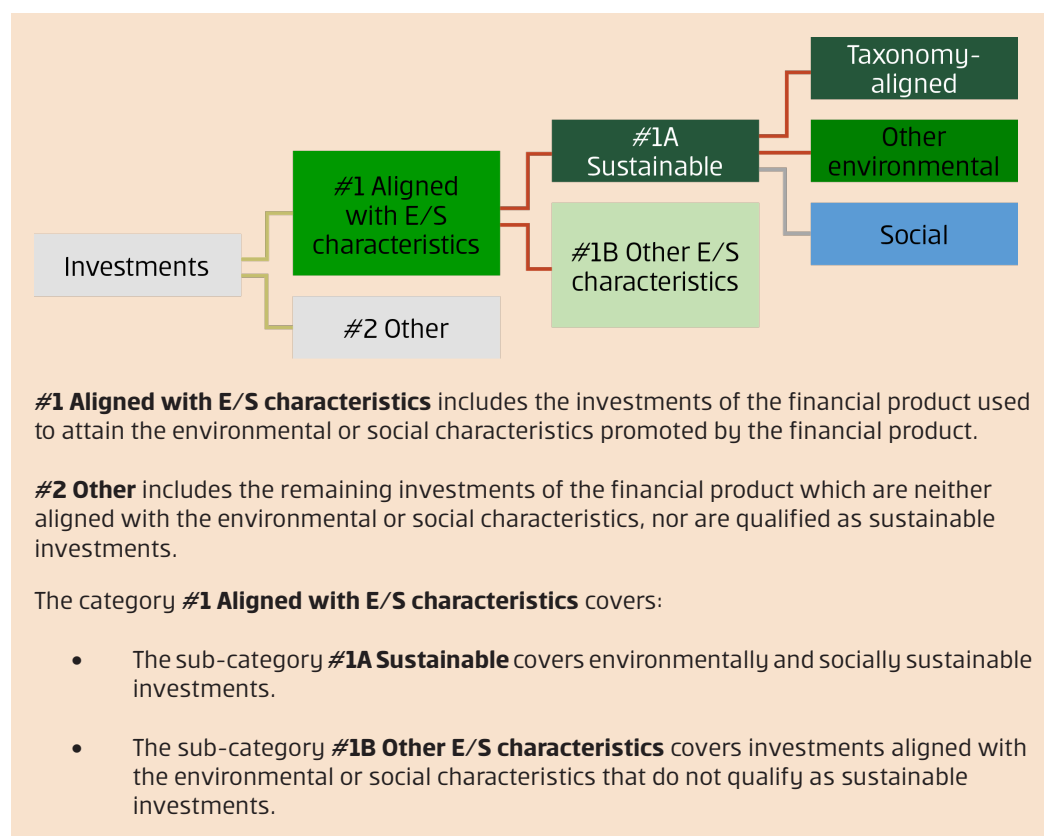 Taxonomy-
aligned
#1A
Sustainable
Other
environmental
#1 Aligned
with E/S
characteristics
Social
#1B Other E/S
characteristics
Investments
#2 Other
#1 Aligned with E/S characteristics includes the investments of the financial product used
to attain the environmental or social characteristics promoted by the financial product.
#2 Other includes the remaining investments of the financial product which are neither
aligned with the environmental or social characteristics, nor are qualified as sustainable
investments.
The category #1 Aligned with E/S characteristics covers:
• The sub-category #1A Sustainable covers environmentally and socially sustainable
investments.
• The sub-category #1B Other E/S characteristics covers investments aligned with
the environmental or social characteristics that do not qualify as sustainable
investments.